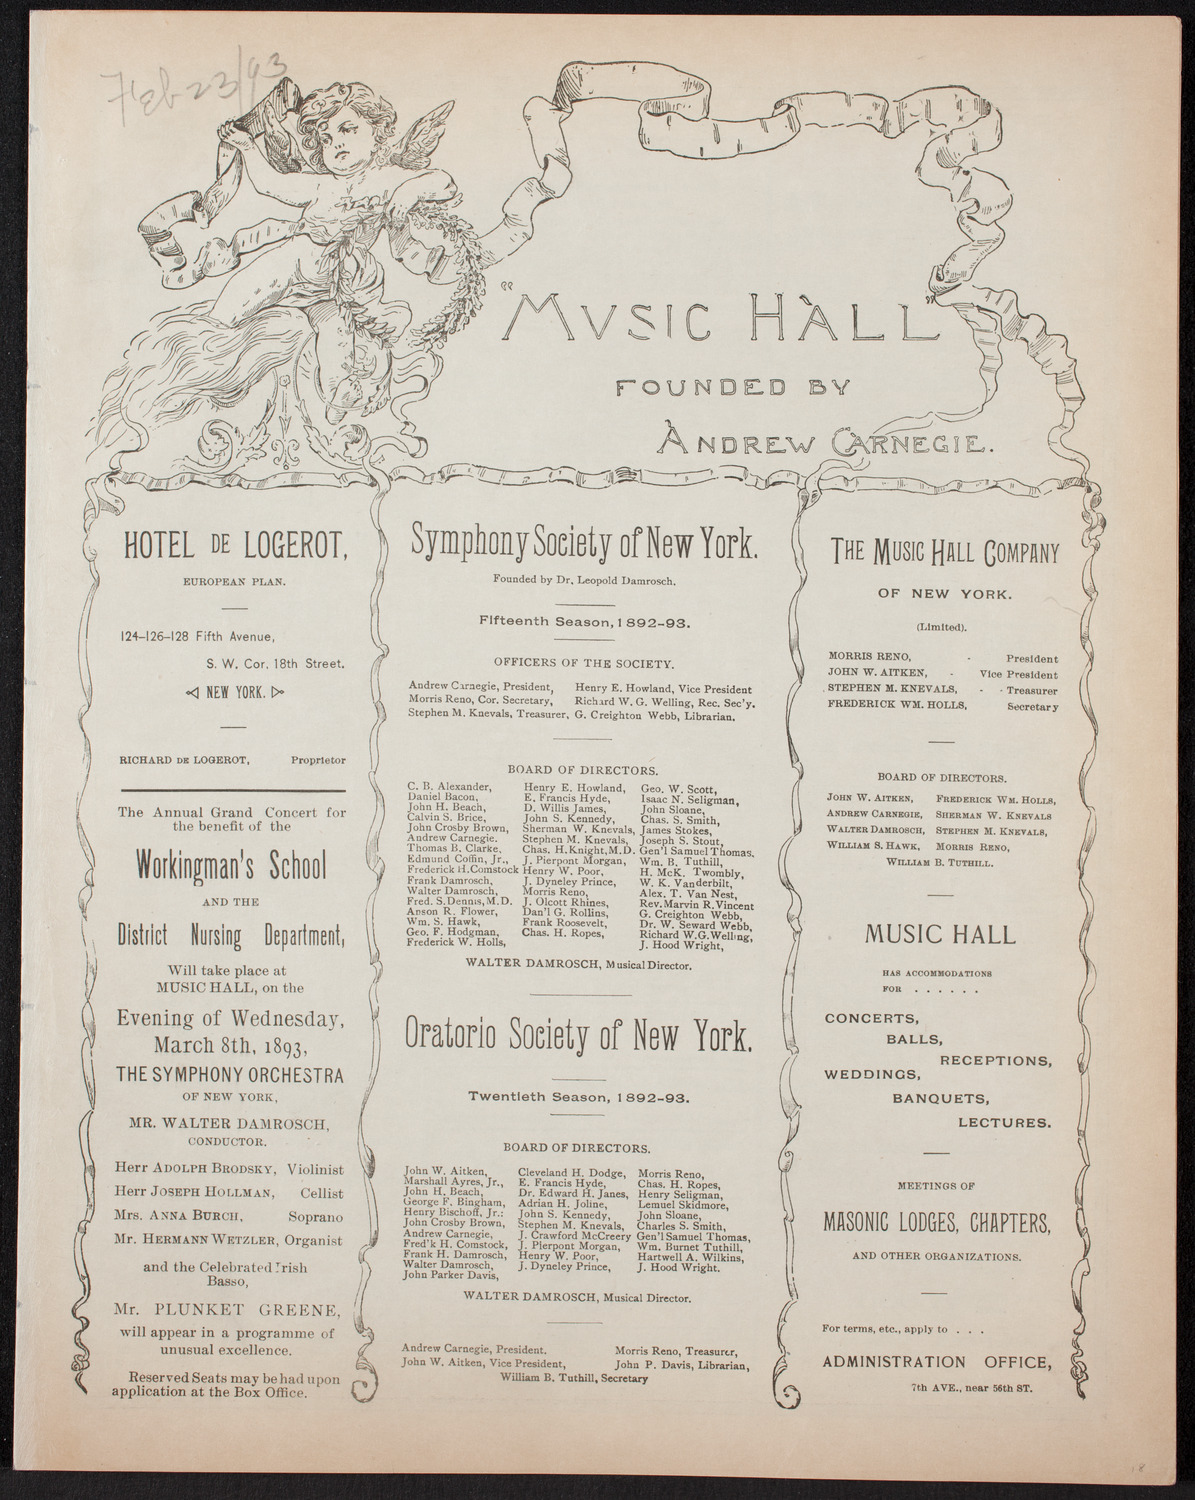 Feb 23/93
"MVSIC HALL"
FOUNDED BY
ANDREW CARNEGIE.
HOTEL DE LOGEROT,
EUROPEAN PLAN.
124-126-128 Fifth Avenue,
S. W. Cor. 18th Street.
NEW YORK.
RICHARD DE LOGEROT, Proprietor
The Annual Grand Concert for
the benefit of the
Workingman's School
AND THE
District Nursing Department,
Will take place at
MUSIC HALL, on the
Evening of Wednesday,
March 8th, 1893,
THE SYMPHONY ORCHESTRA
OF NEW YORK,
MR. WALTER DAMROSCH,
CONDUCTOR.
Herr ADOLPH BRODSKY, Violinist
Herr JOSEPH HOLLMAN, Cellist
Mrs. ANNA BURCH, Soprano
Mr. HERMANN WETZLER, Organist
and the Celebrated Irish
Basso,
Mr. PLUNKET GREENE,
will appear in a programme of
unusual excellence.
Reserved Seats may be had upon
application at the Box Office.
Symphony Society of New York.
Founded by Dr. Leopold Damrosch.
Fifteenth Season, 1892-93.
OFFICERS OF THE SOCIETY.
Andrew Carnegie, President, Henry E. Howland, Vice President
Morris Reno, Cor. Secretary, Richard W. G. Welling, Rec. Sec'y.
Stephen M. Knevals, Treasurer, G. Creighton Webb, Librarian.
BOARD OF DIRECTORS.
C. B. Alexander, Henry E. Howland, Geo. W. Scott,
Daniel Bacon, E. Francis Hyde, Isaac N. Seligman,
John H. Beach, D. Willis James, John Sloane,
Calvin S. Brice, John S. Kennedy, Chas. S. Smith,
John Crosby Brown, Sherman W. Knevals, James Stokes,
Andrew Carnegie. Stephen M. Knevals, Joseph S. Stout,
Thomas B. Clarke, Chas. H. Knight, M.D. Gen'l Samuel Thomas,
Edmund Coffin, Jr., J. Pierpont Morgan, Wm. B. Tuthill,
Frederick H. Comstock Henry W. Poor, H. McK. Twombly,
Frank Damrosch, J. Dyneley Prince, W. K. Vanderbilt,
Walter Damrosch, Morris Reno, Alex. T. Van Nest,
Fred. S. Dennis, M.D. J. Olcott Rhines, Rev. Marvin R. Vincent
Anson R. Flower, Dan'l G. Rollins, G. Creighton Webb,
Wm. S. Hawk, Frank Roosevelt, Dr. W. Seward Webb,
Geo. F. Hodgman, Chas. H. Ropes, Richard W. G. Welling,
Frederick W. Holls, J. Hood Wright,
WALTER DAMROSCH, Musical Director.
Oratorio Society of New York.
Twentieth Season, 1892-93.
BOARD OF DIRECTORS.
John W. Aitken, Cleveland H. Dodge, Morris Reno,
Marshall Ayres, Jr., E. Francis Hyde, Chas. H. Ropes,
John H. Beach, Dr. Edward H. Janes, Henry Seligman,
George F. Bingham, Adrian H. Joline, Lemuel Skidmore,
Henry Bischoff, Jr.: John S. Kennedy, John Sloane,
John Crosby Brown, Stephen M. Knevals, Charles S. Smith,
Andrew Carnegie, J. Crawford McCreery Gen'l Samuel Thomas,
Fred'k H. Comstock, J. Pierpont Morgan, Wm. Burnet Tuthill,
Frank H. Damrosch, Henry W. Poor, Hartwell A. Wilkins,
Walter Damrosch, J. Dyneley Prince, J. Hood Wright.
John Parker Davis,
WALTER DAMROSCH, Musical Director.
Andrew Carnegie, President. Morris Reno, Treasurer,
John W. Aitken, Vice President, John P. Davis, Librarian,
William B. Tuthill, Secretary
THE MUSIC HALL COMPANY
OF NEW YORK.
(Limited).
MORRIS RENO, - President
JOHN W. AITKEN, - Vice President
STEPHEN M. KNEVALS, - - Treasurer
FREDERICK WM. HOLLS, Secretary
BOARD OF DIRECTORS.
JOHN W. AITKEN, FREDERICK WM. HOLLS,
ANDREW CARNEGIE, SHERMAN W. KNEVALS
WALTER DAMROSCH, STEPHEN M. KNEVALS,
WILLIAM S. HAWK, MORRIS RENO,
WILLIAM B. TUTHILL.
MUSIC HALL
HAS ACCOMMODATIONS
FOR . . . . . .
CONCERTS,
BALLS,
RECEPTIONS,
WEDDINGS,
BANQUETS,
LECTURES.
MEETINGS OF
MASONIC LODGES, CHAPTERS,
AND OTHER ORGANIZATIONS.
For terms, etc., apply to . . .
ADMINISTRATION OFFICE,
7th AVE., near 56th ST.
18